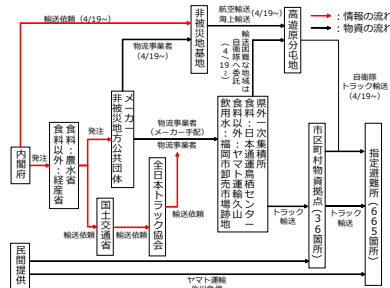 →：情報の流れ
→：物資の流れ
輸送依頼（4/19～）
非被災地基地
航空輸送（4/19～）
海上輸送
高遊原分屯地
物流事業者
（4/19～）
輸送困難な地域は
自衛隊へ委託
（4/19～）
自衛隊
トラック輸送
（4/19～）
メーカー
非被災地方公共団体
発注
物流事業者
（メーカー手配）
県外一次集積所
食料：日本通運鳥栖センター
食料以外：ヤマト運輸久山
飲用水：福岡市卸売市場跡地
内閣府
発注
食料：農水省
食料以外：経産省
物流事業者
輸送依頼
全日本トラック協会
国土交通省
輸送依頼
輸送依頼
トラック
輸送
市区町村物資拠点
（36箇所）
トラック
輸送
指定避難所
（665箇所）
民間提供
ヤマト運輸